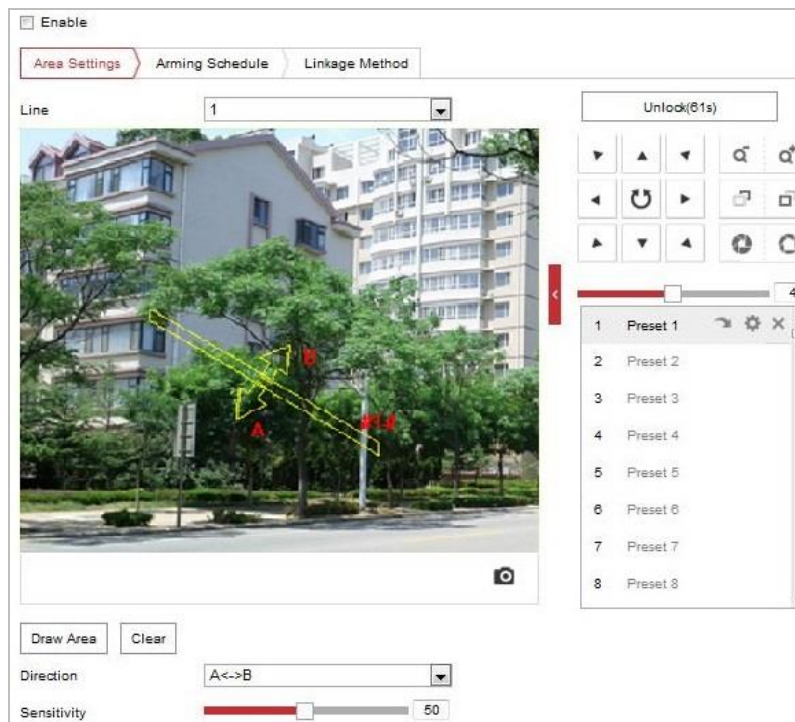 Enable
Area Settings
Arming Schedule
Linkage Method
Line
1
Unlock(61s)
B
A
#1#
4
1 Preset 1
2 Preset 2
3 Preset 3
4 Preset 4
5 Preset 5
6 Preset 6
7 Preset 7
8 Preset 8
Draw Area
Clear
Direction
A<->B
Sensitivity
50